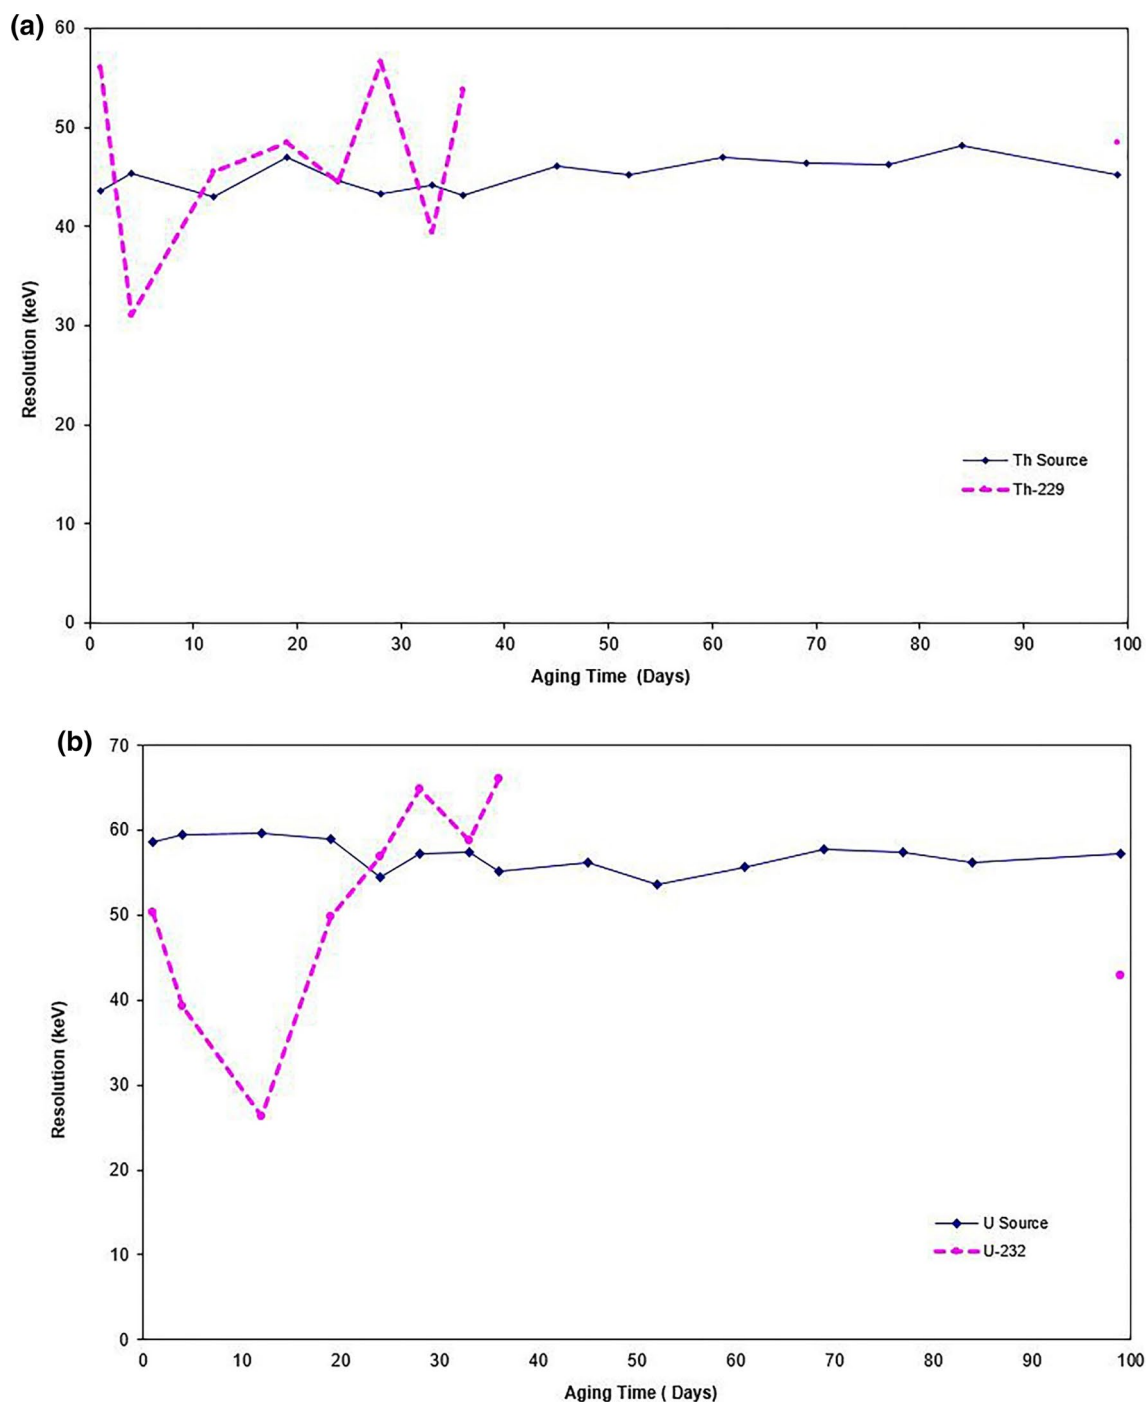 (a)
60
50
40
30
20
10
0
Resolution (keV)
Th Source
Th-229
0 10 20 30 40 50 60 70 80 90 100
Aging Time (Days)
(b)
70
60
50
40
30
20
10
0
Resolution (keV)
U Source
U-232
0 10 20 30 40 50 60 70 80 90 100
Aging Time ( Days)